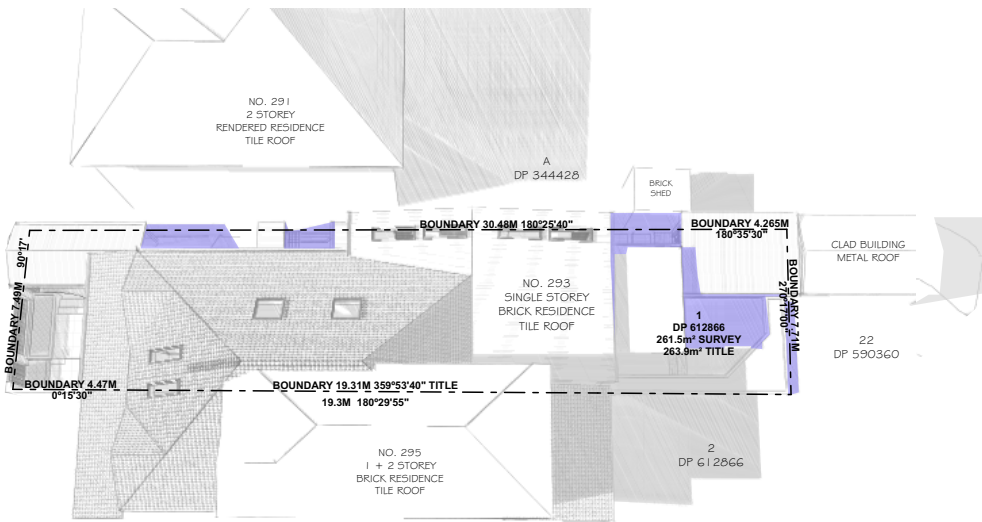 NO. 291
2 STOREY
RENDERED RESIDENCE
TILE ROOF
A
DP 344428
BRICK
SHED
BOUNDARY 30.48M 180°25'40"
BOUNDARY 4.265M
180°35'30"
CLAD BUILDING
METAL ROOF
BOUNDARY 7.49M 90°17'
NO. 293
SINGLE STOREY
BRICK RESIDENCE
TILE ROOF
BOUNDARY 7.71M
270°17'00"
1
DP 612866
261.5m² SURVEY
263.9m² TITLE
22
DP 590360
BOUNDARY 4.47M
0°15'30"
BOUNDARY 19.31M 359°53'40" TITLE
19.3M 180°29'55"
NO. 295
1 + 2 STOREY
BRICK RESIDENCE
TILE ROOF
2
DP 612866